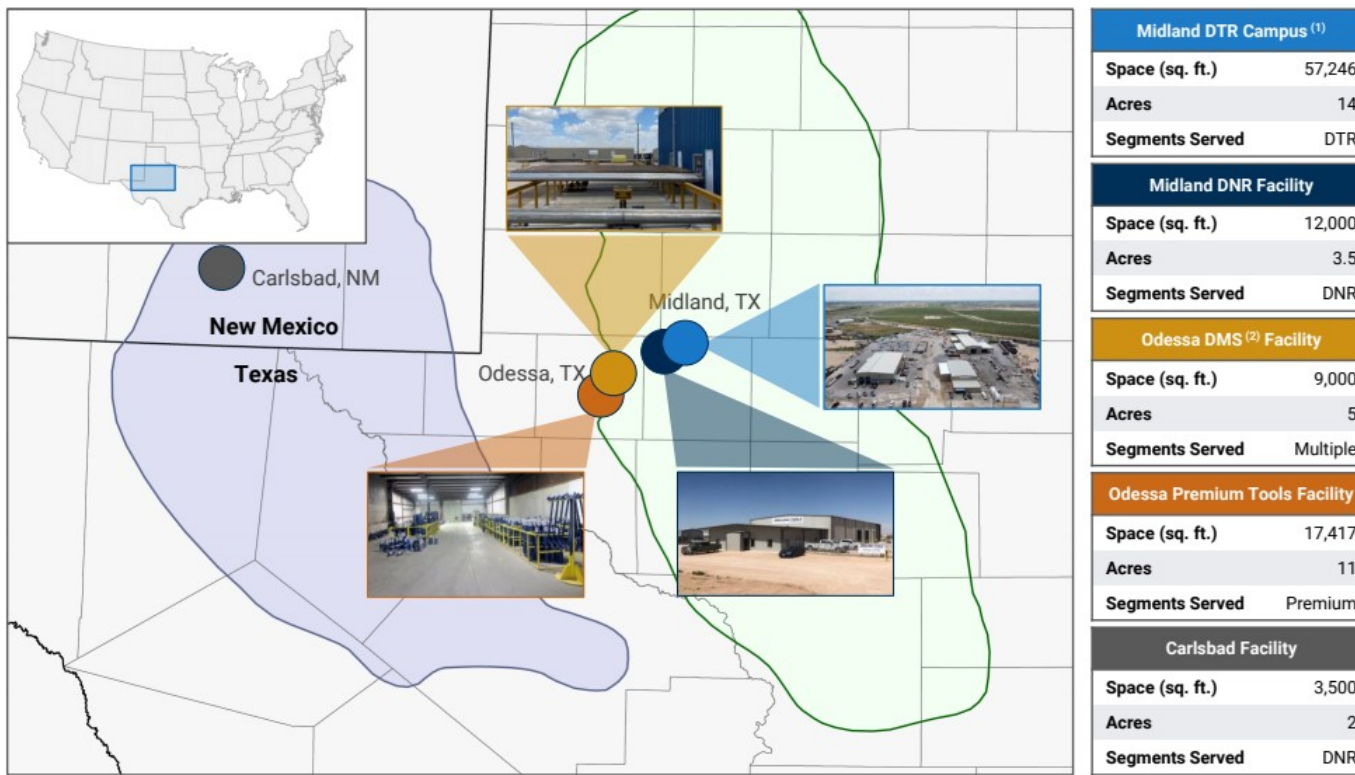 Carlsbad, NM
New Mexico
Texas
Midland, TX
Odessa, TX
Midland DTR Campus (1)
Space (sq. ft.) 57,246
Acres 14
Segments Served DTR
Midland DNR Facility
Space (sq. ft.) 12,000
Acres 3.5
Segments Served DNR
Odessa DMS (2) Facility
Space (sq. ft.) 9,000
Acres 5
Segments Served Multiple
Odessa Premium Tools Facility
Space (sq. ft.) 17,417
Acres 11
Segments Served Premium
Carlsbad Facility
Space (sq. ft.) 3,500
Acres 2
Segments Served DNR